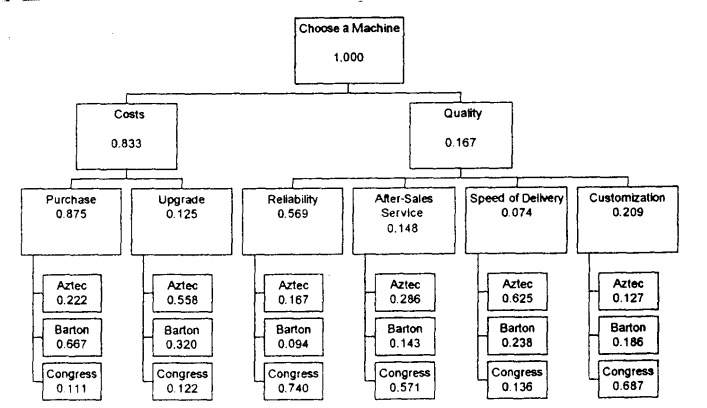 Choose a Machine
1.000
Costs
0.833
Quality
0.167
Purchase
0.875
Upgrade
0.125
Reliability
0.569
After-Sales
Service
0.148
Speed of Delivery
0.074
Customization
0.209
Aztec
0.222
Barton
0.667
Congress
0.111
Aztec
0.558
Barton
0.320
Congress
0.122
Aztec
0.167
Barton
0.094
Congress
0.740
Aztec
0.286
Barton
0.143
Congress
0.571
Aztec
0.625
Barton
0.238
Congress
0.136
Aztec
0.127
Barton
0.186
Congress
0.687